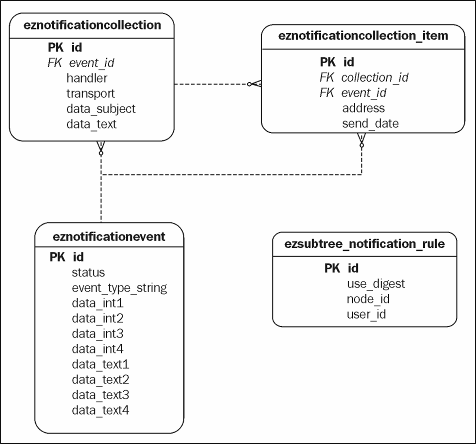 eznotificationcollection
PK id
FK event_id
handler
transport
data_subject
data_text
eznotificationcollection_item
PK id
FK collection_id
FK event_id
address
send_date
eznotificationevent
PK id
status
event_type_string
data_int1
data_int2
data_int3
data_int4
data_text1
data_text2
data_text3
data_text4
ezsubtree_notification_rule
PK id
use_digest
node_id
user_id